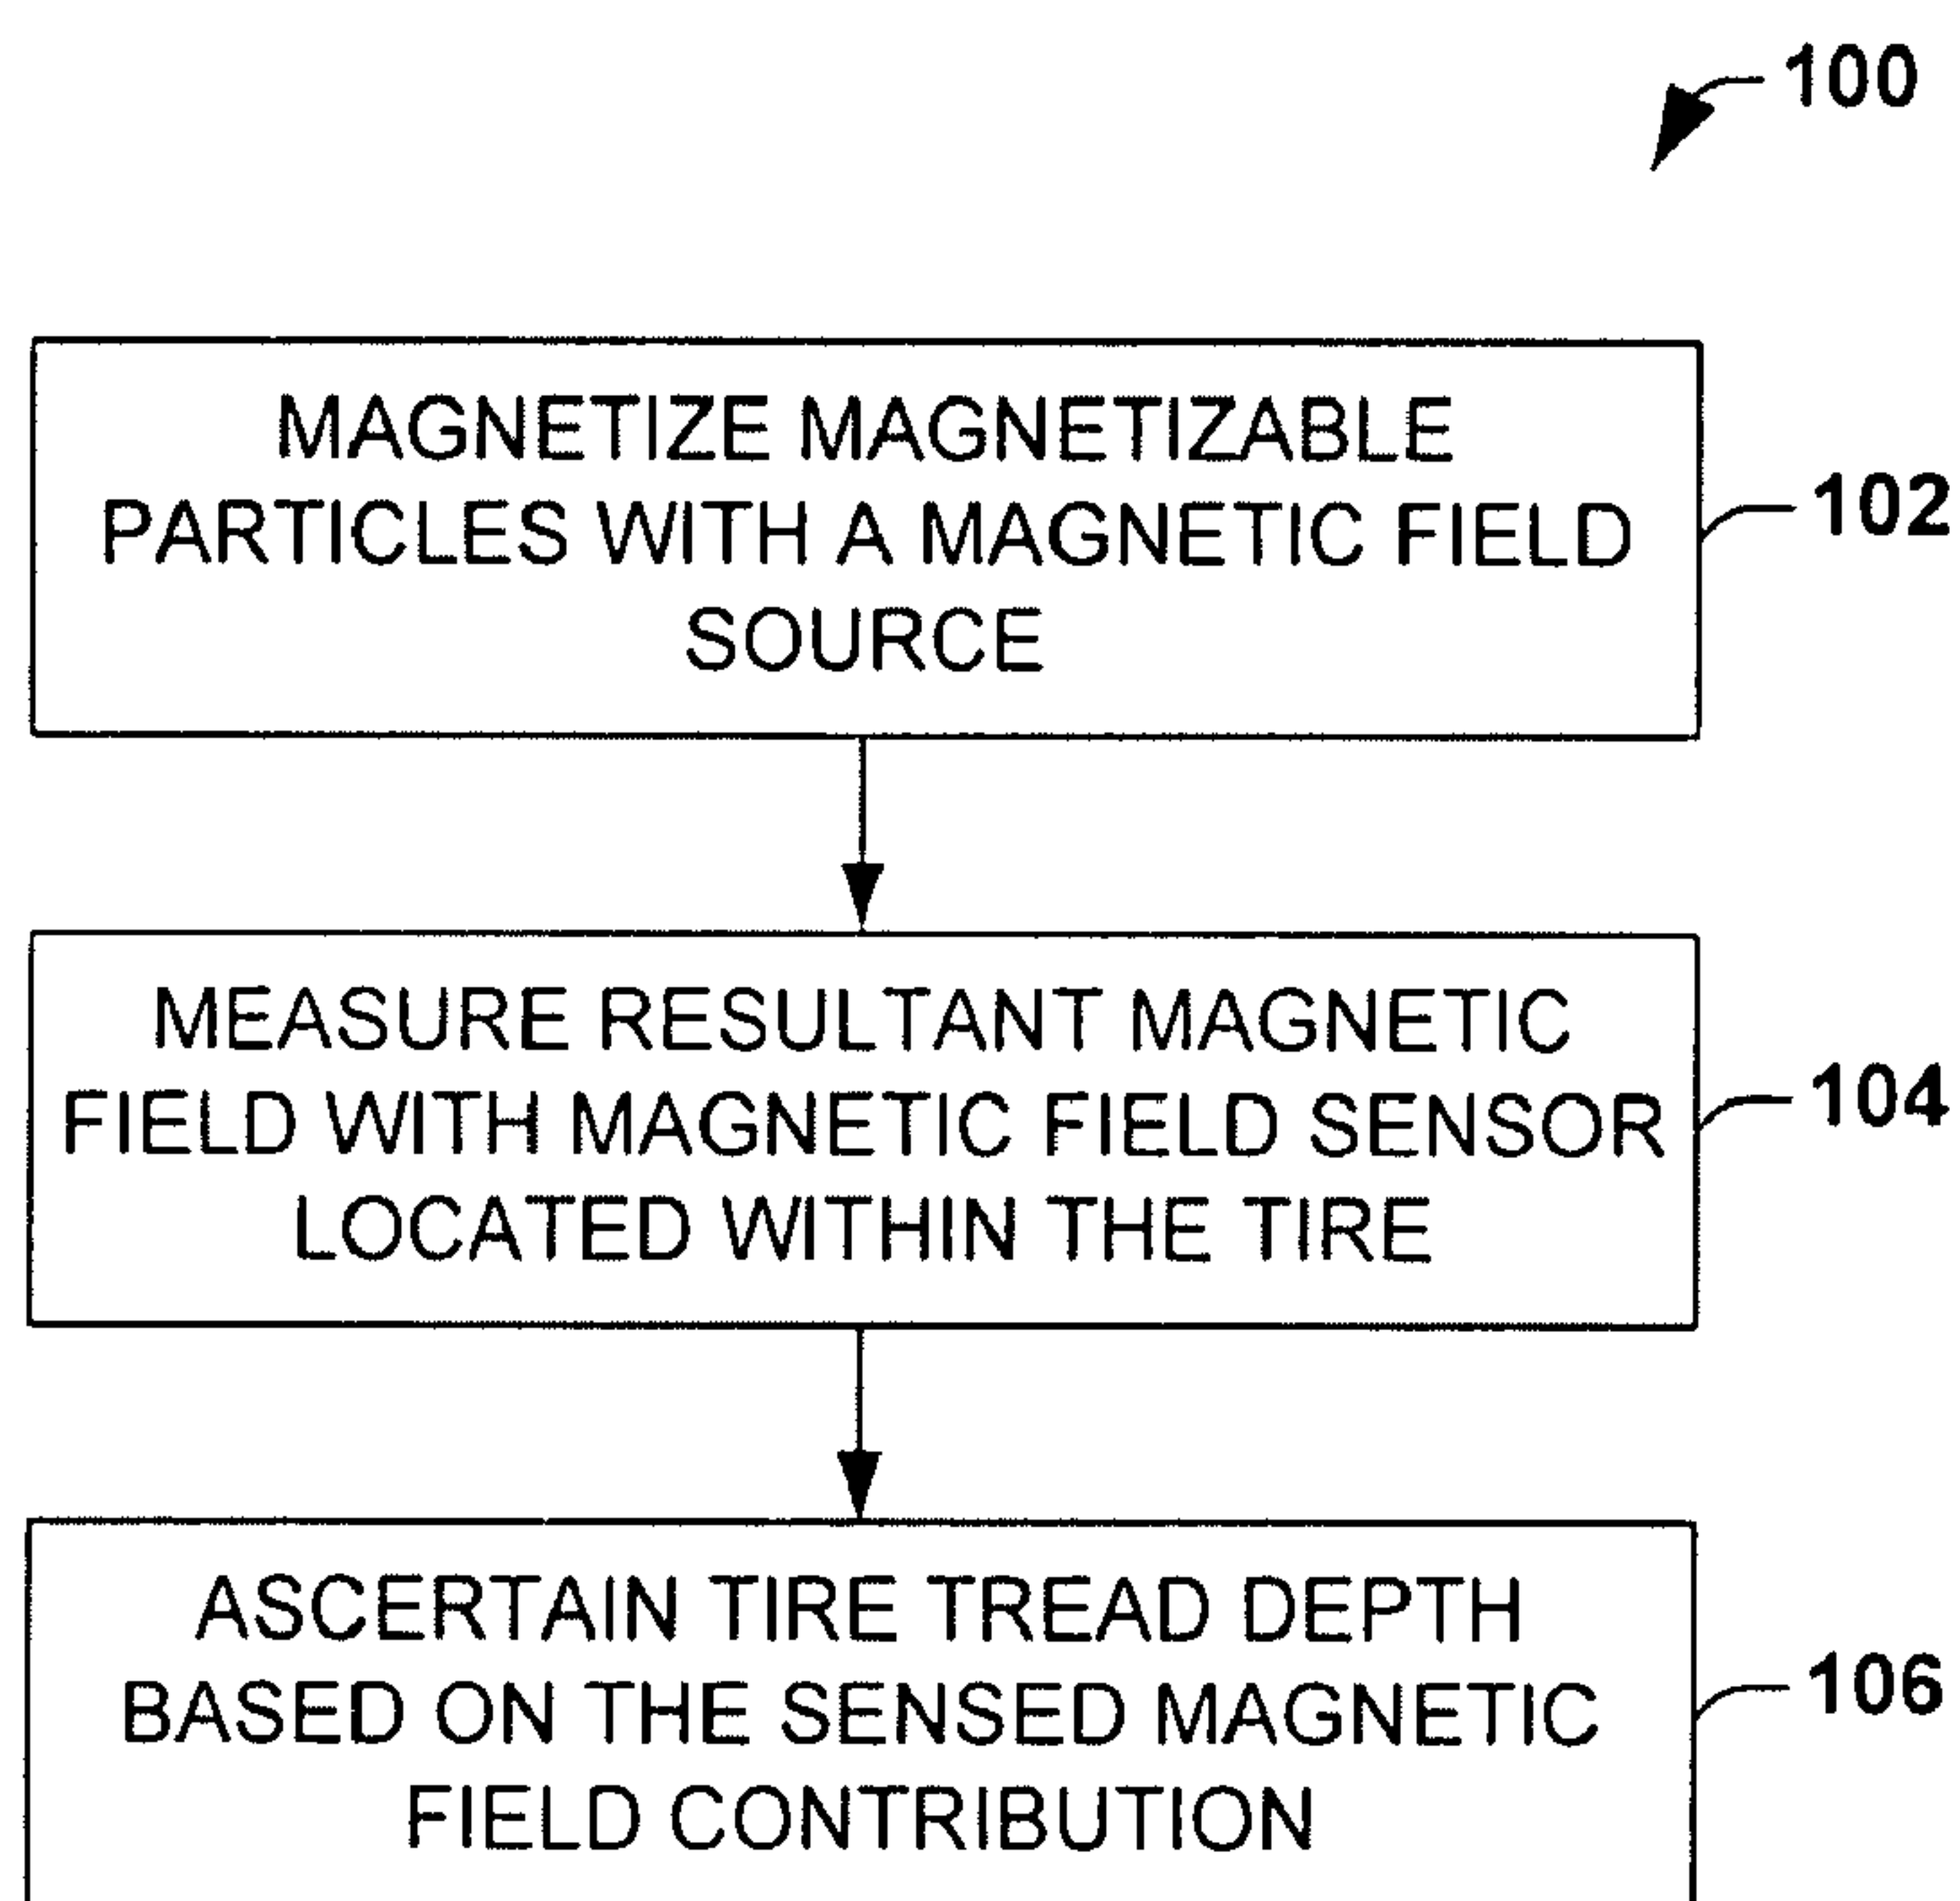 100
MAGNETIZE MAGNETIZABLE
PARTICLES WITH A MAGNETIC FIELD
SOURCE
102
MEASURE RESULTANT MAGNETIC
FIELD WITH MAGNETIC FIELD SENSOR
LOCATED WITHIN THE TIRE
104
ASCERTAIN TIRE TREAD DEPTH
BASED ON THE SENSED MAGNETIC
FIELD CONTRIBUTION
106